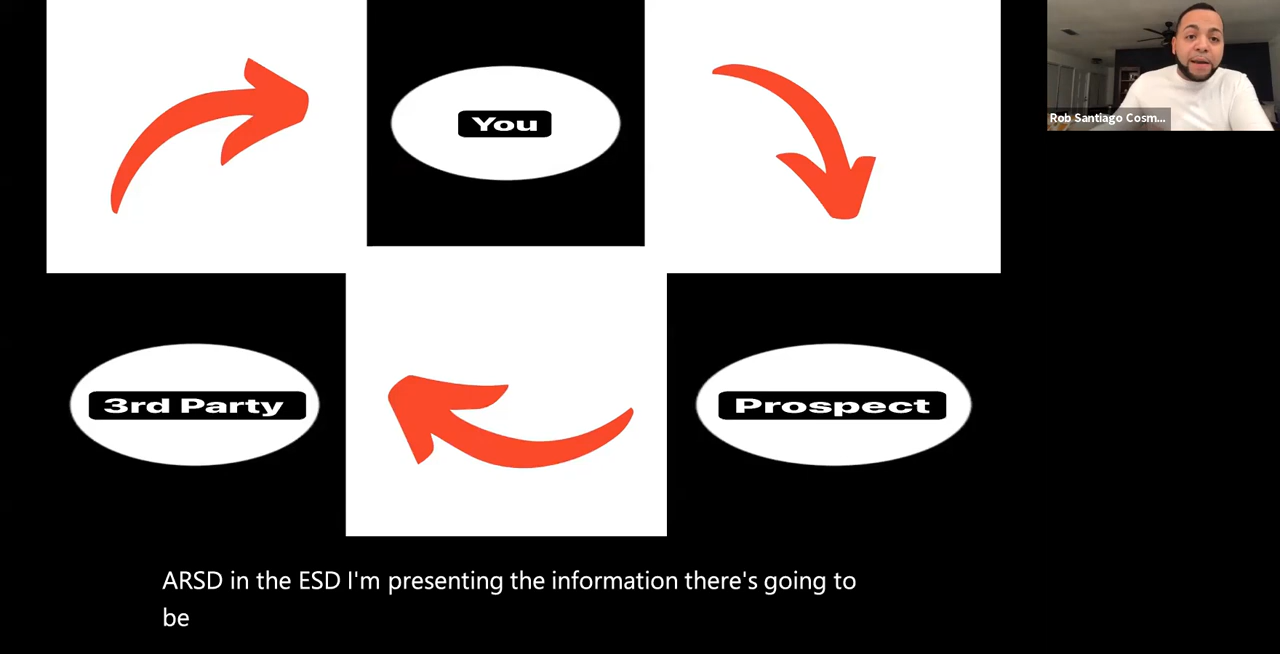 You
Rob Santiago Cosm...
3rd Party
Prospect
ARSD in the ESD I'm presenting the information there's going to
be